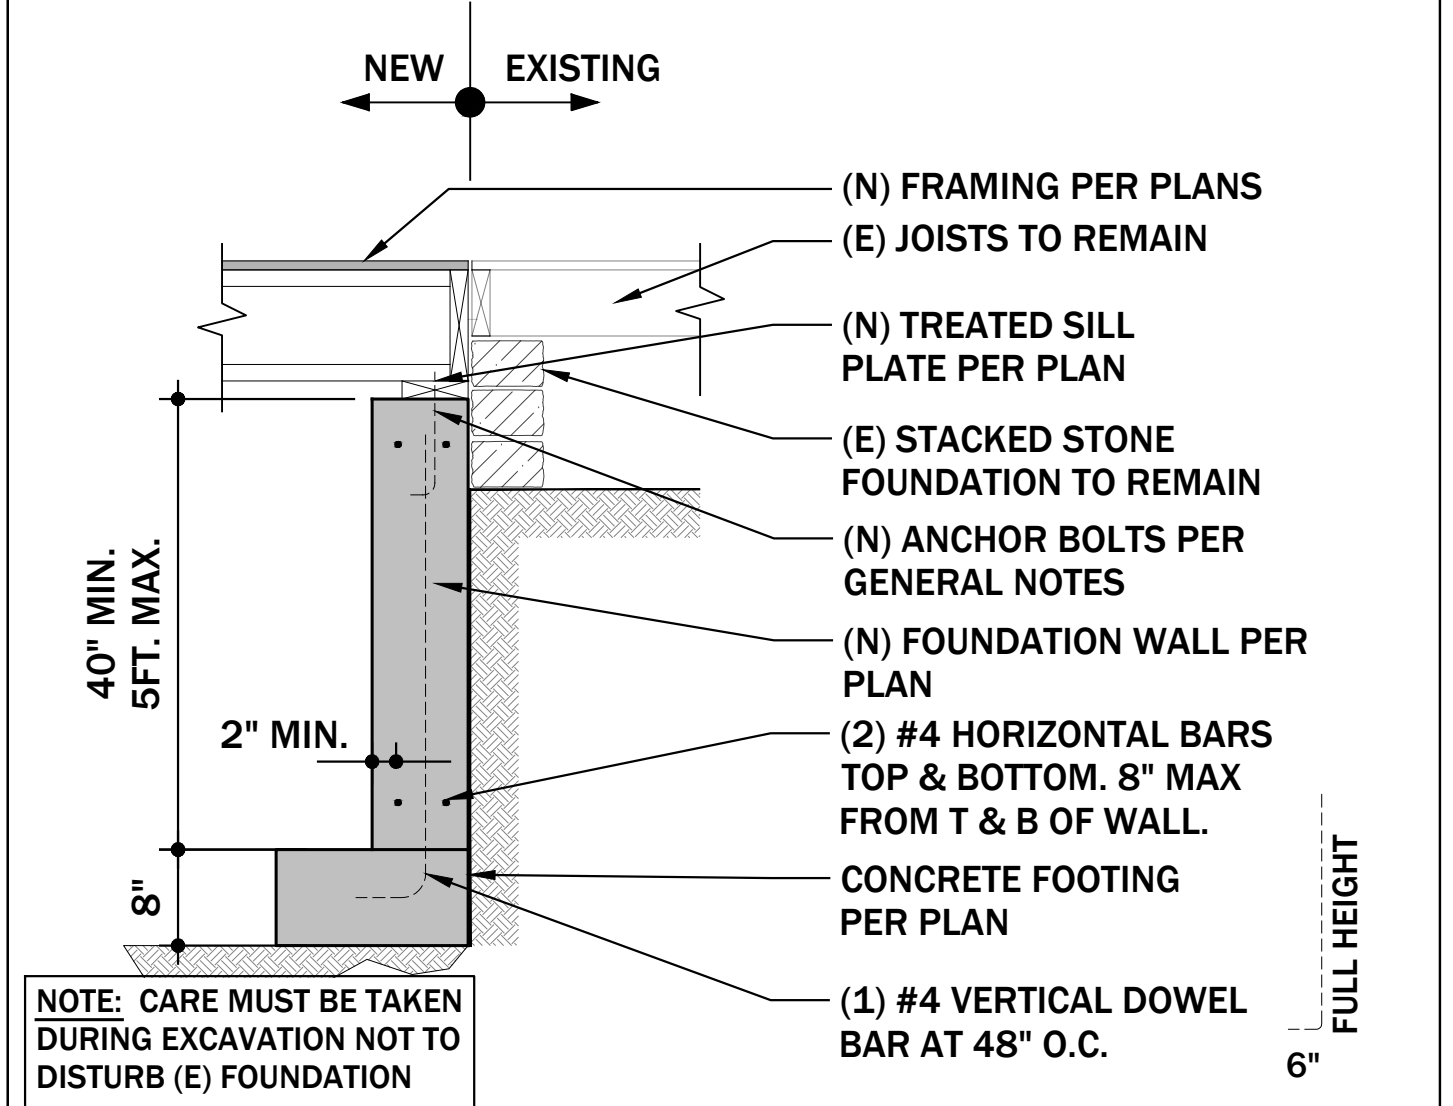 NEW EXISTING
(N) FRAMING PER PLANS
(E) JOISTS TO REMAIN
(N) TREATED SILL
PLATE PER PLAN
(E) STACKED STONE
FOUNDATION TO REMAIN
(N) ANCHOR BOLTS PER
GENERAL NOTES
(N) FOUNDATION WALL PER
PLAN
(2) #4 HORIZONTAL BARS
TOP & BOTTOM. 8" MAX
FROM T & B OF WALL.
CONCRETE FOOTING
PER PLAN
(1) #4 VERTICAL DOWEL
BAR AT 48" O.C.
40" MIN.
5FT. MAX.
2" MIN.
8"
FULL HEIGHT
6"
NOTE: CARE MUST BE TAKEN
DURING EXCAVATION NOT TO
DISTURB (E) FOUNDATION